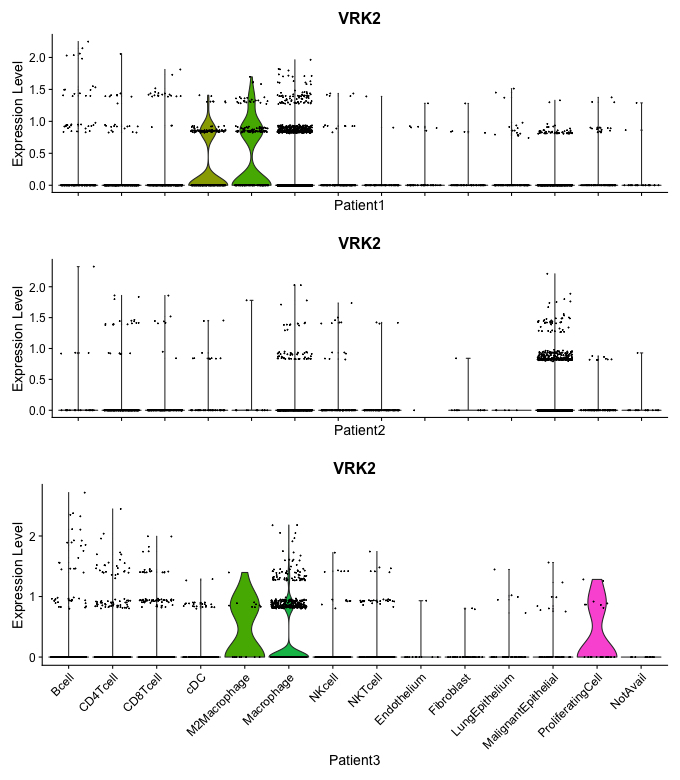 VRK2
Expression Level
2.0
1.5
1.0
0.5
0.0
Patient1
VRK2
Expression Level
2.0
1.5
1.0
0.5
0.0
Patient2
VRK2
Expression Level
2
1
0
Bcell
CD4Tcell
CD8Tcell
cDC
M2Macrophage
Macrophage
NKcell
NKTcell
Endothelium
Fibroblast
LungEpithelium
MalignantEpithelial
ProliferatingCell
NotAvail
Patient3